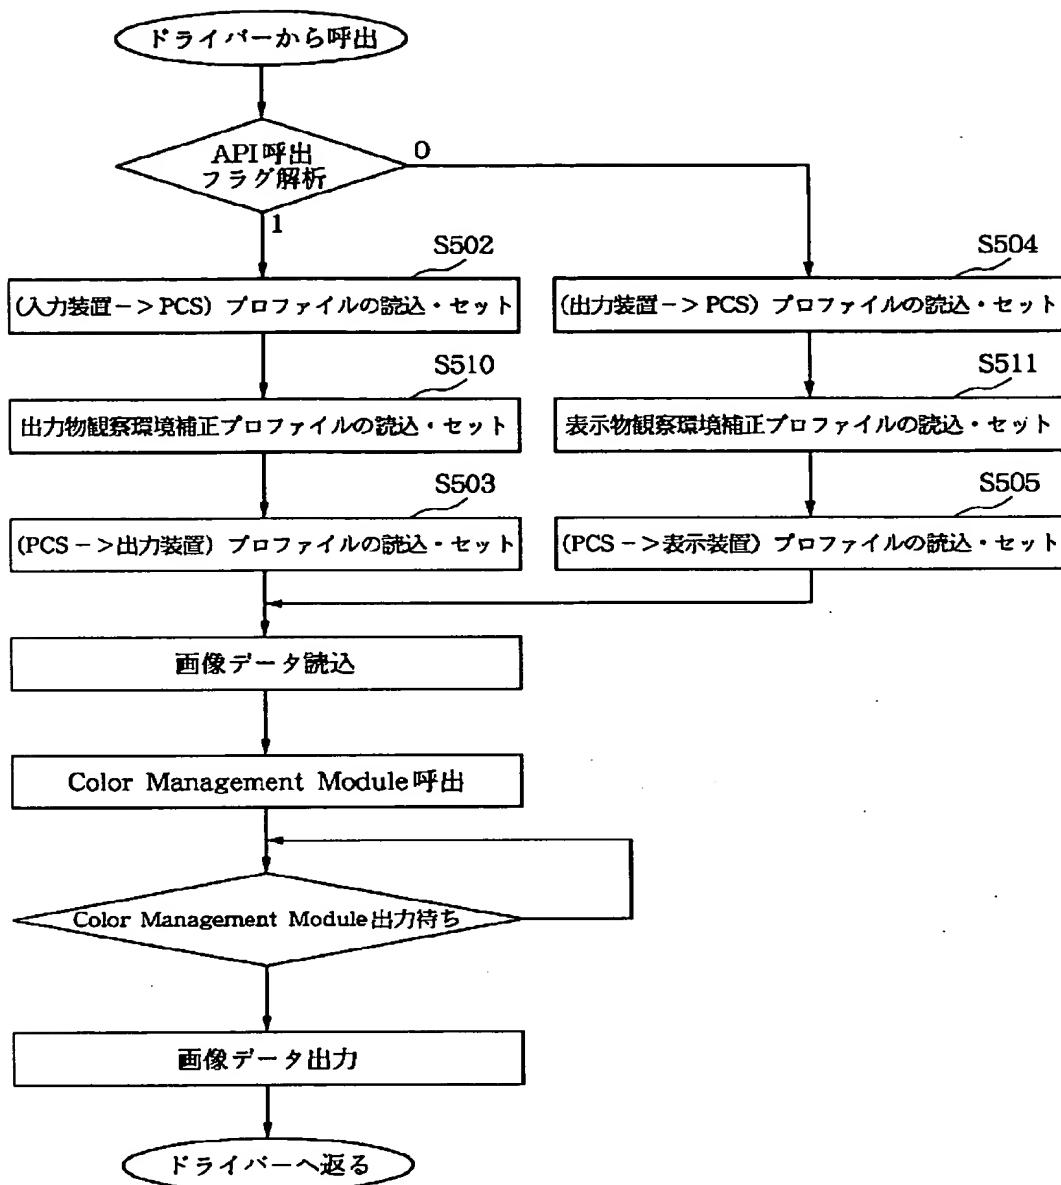 ドライバーから呼出
API呼出
フラグ解析
0
1
S502
(入力装置->PCS) プロファイルの読込・セット
S504
(出力装置->PCS) プロファイルの読込・セット
S510
出力物観察環境補正プロファイルの読込・セット
S511
表示物観察環境補正プロファイルの読込・セット
S503
(PCS->出力装置) プロファイルの読込・セット
S505
(PCS->表示装置) プロファイルの読込・セット
画像データ読込
Color Management Module呼出
Color Management Module出力待ち
画像データ出力
ドライバーへ返る